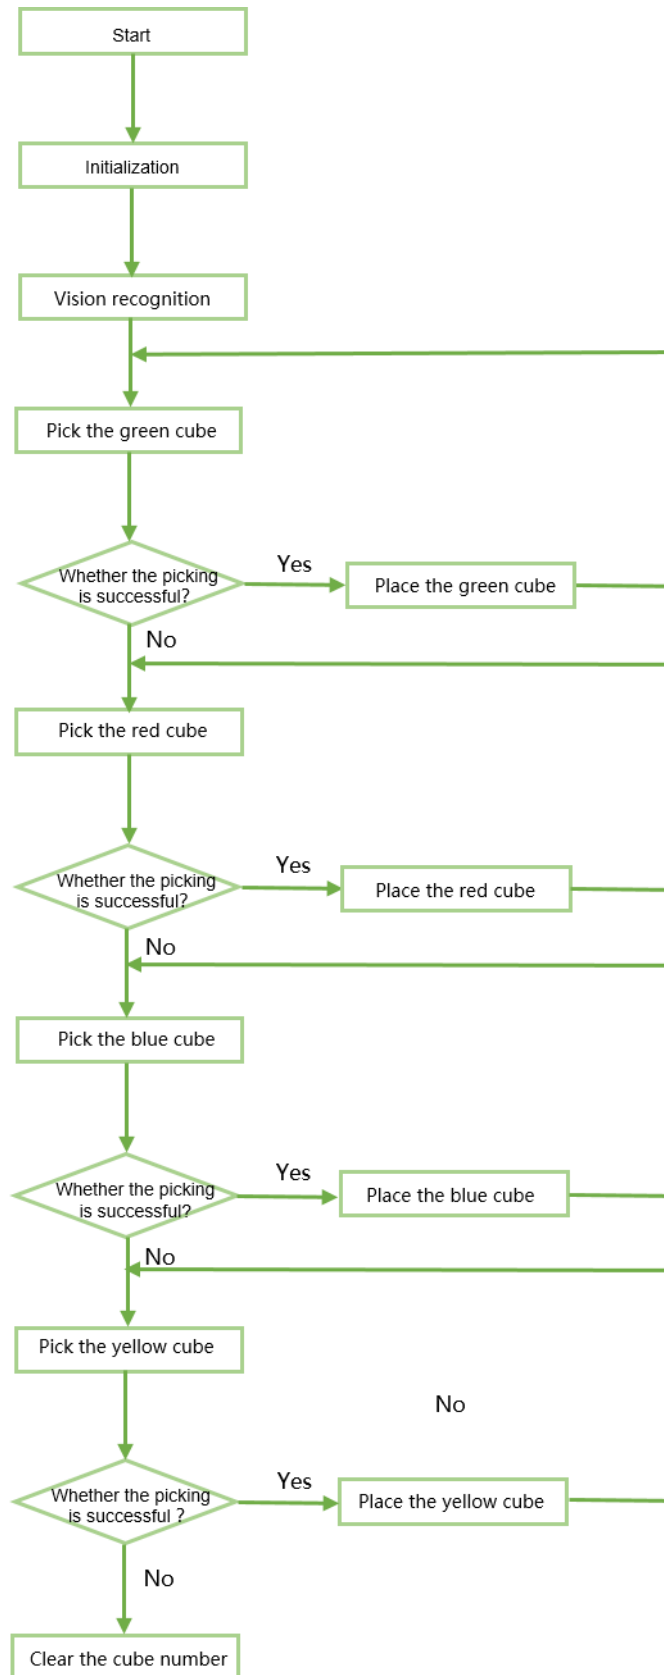 Start
Initialization
Vision recognition
Pick the green cube
Whether the picking
is successful?
Yes
Place the green cube
No
Pick the red cube
Whether the picking
is successful?
Yes
Place the red cube
No
Pick the blue cube
Whether the picking
is successful?
Yes
Place the blue cube
No
Pick the yellow cube
No
Whether the picking
is successful ?
Yes
Place the yellow cube
No
Clear the cube number